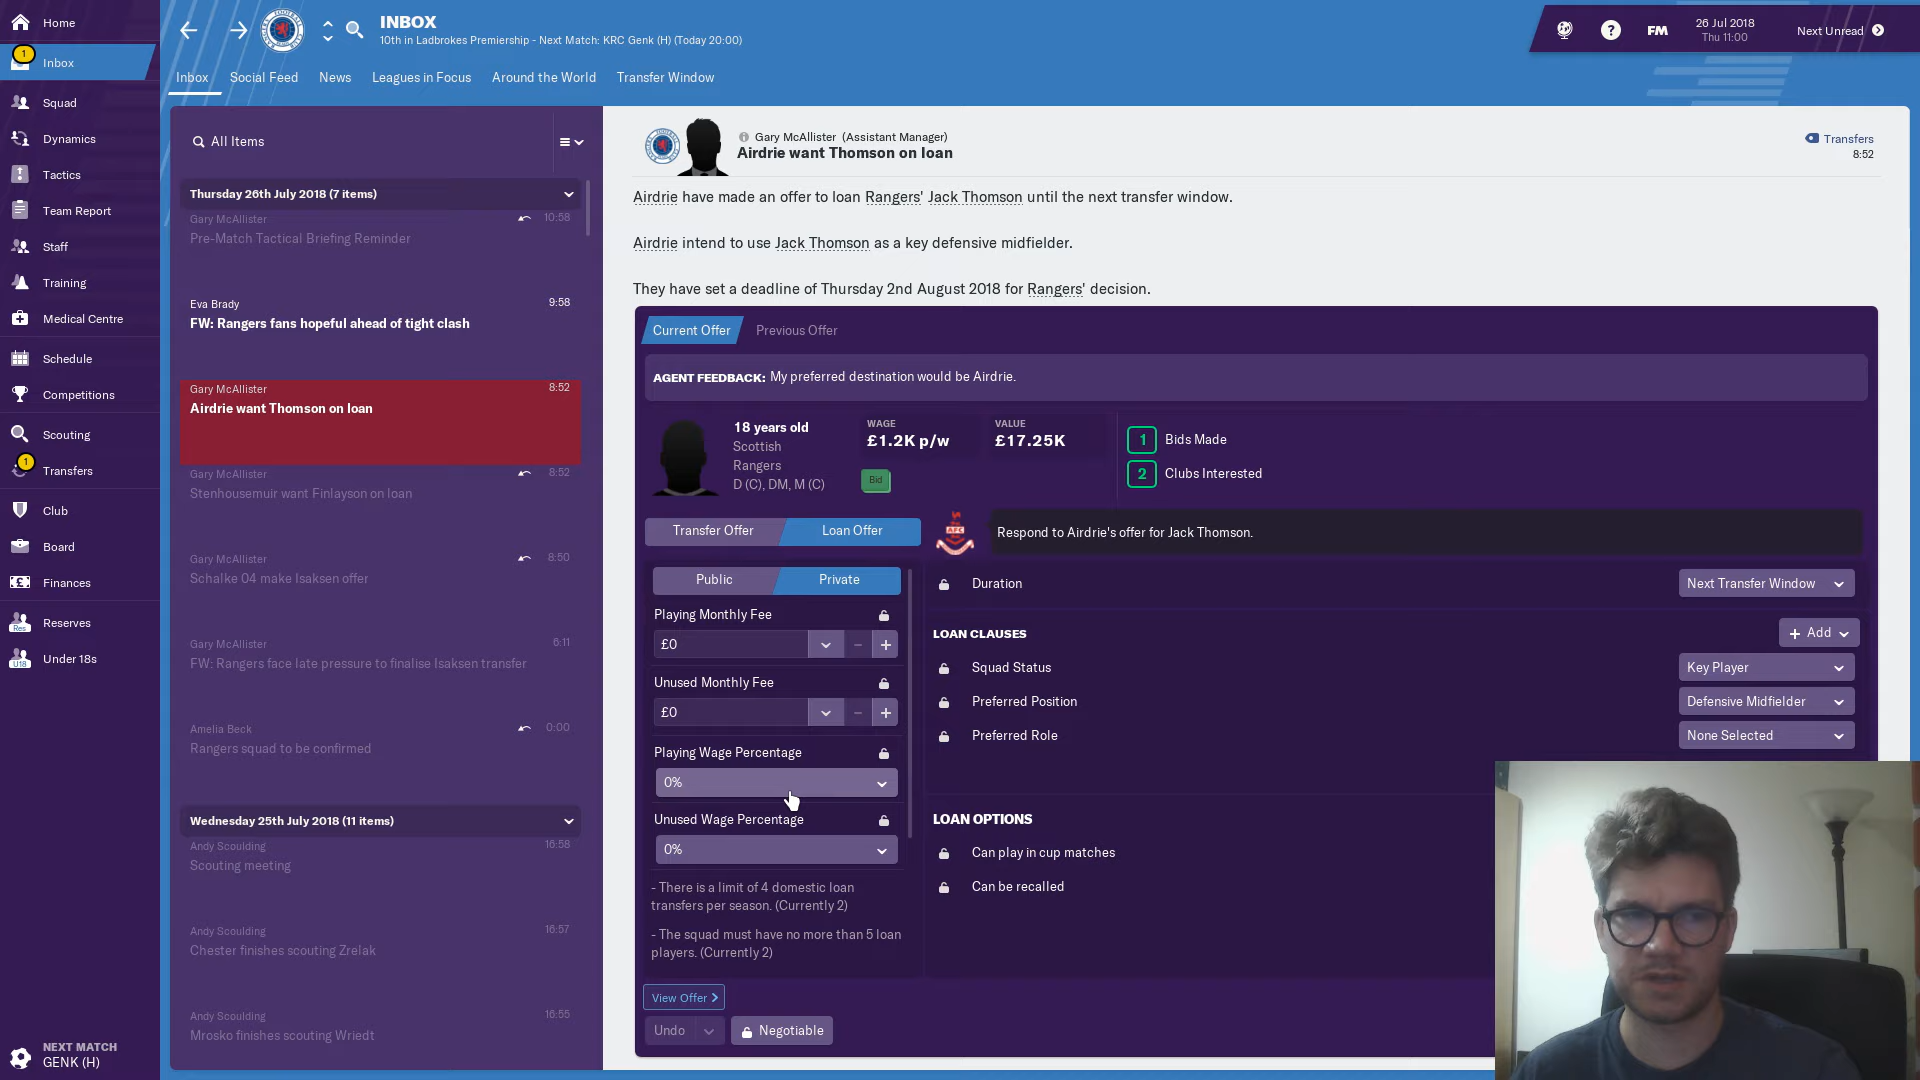 Home
1
Inbox
Squad
Dynamics
Tactics
Team Report
Staff
Training
Medical Centre
Schedule
Competitions
Scouting
1
Transfers
Club
Board
Finances
Res
Reserves
U18
Under 18s
NEXT MATCH
GENK (H)
INBOX
10th in Ladbrokes Premiership - Next Match: KRC Genk (H) (Today 20:00)
FM
26 Jul 2018
Thu 11:00
Next Unread
Inbox
Social Feed
News
Leagues in Focus
Around the World
Transfer Window
All Items
Thursday 26th July 2018 (7 items)
Gary McAllister
10:58
Pre-Match Tactical Briefing Reminder
Eva Brady
9:58
FW: Rangers fans hopeful ahead of tight clash
Gary McAllister
8:52
Airdrie want Thomson on loan
Gary McAllister
8:52
Stenhousemuir want Finlayson on loan
Gary McAllister
8:50
Schalke 04 make Isaksen offer
Gary McAllister
6:11
FW: Rangers face late pressure to finalise Isaksen transfer
Amelia Beck
0:00
Rangers squad to be confirmed
Wednesday 25th July 2018 (11 items)
Andy Scoulding
16:58
Scouting meeting
Andy Scoulding
16:57
Chester finishes scouting Zrelak
Andy Scoulding
16:55
Mrosko finishes scouting Wriedt
Gary McAllister (Assistant Manager)
Airdrie want Thomson on loan
Transfers
8:52
Airdrie have made an offer to loan Rangers' Jack Thomson until the next transfer window.
Airdrie intend to use Jack Thomson as a key defensive midfielder.
They have set a deadline of Thursday 2nd August 2018 for Rangers' decision.
Current Offer
Previous Offer
AGENT FEEDBACK: My preferred destination would be Airdrie.
18 years old
Scottish
Rangers
D (C), DM, M (C)
WAGE
£1.2K p/w
VALUE
£17.25K
Bid
1 Bids Made
2 Clubs Interested
Transfer Offer
Loan Offer
AFC
Respond to Airdrie's offer for Jack Thomson.
Public
Private
Playing Monthly Fee
£0
Unused Monthly Fee
£0
Playing Wage Percentage
0%
Unused Wage Percentage
0%
- There is a limit of 4 domestic loan
transfers per season. (Currently 2)
- The squad must have no more than 5 loan
players. (Currently 2)
Duration
Next Transfer Window
LOAN CLAUSES
Add
Squad Status
Key Player
Preferred Position
Defensive Midfielder
Preferred Role
None Selected
LOAN OPTIONS
Can play in cup matches
Can be recalled
View Offer
Undo
Negotiable